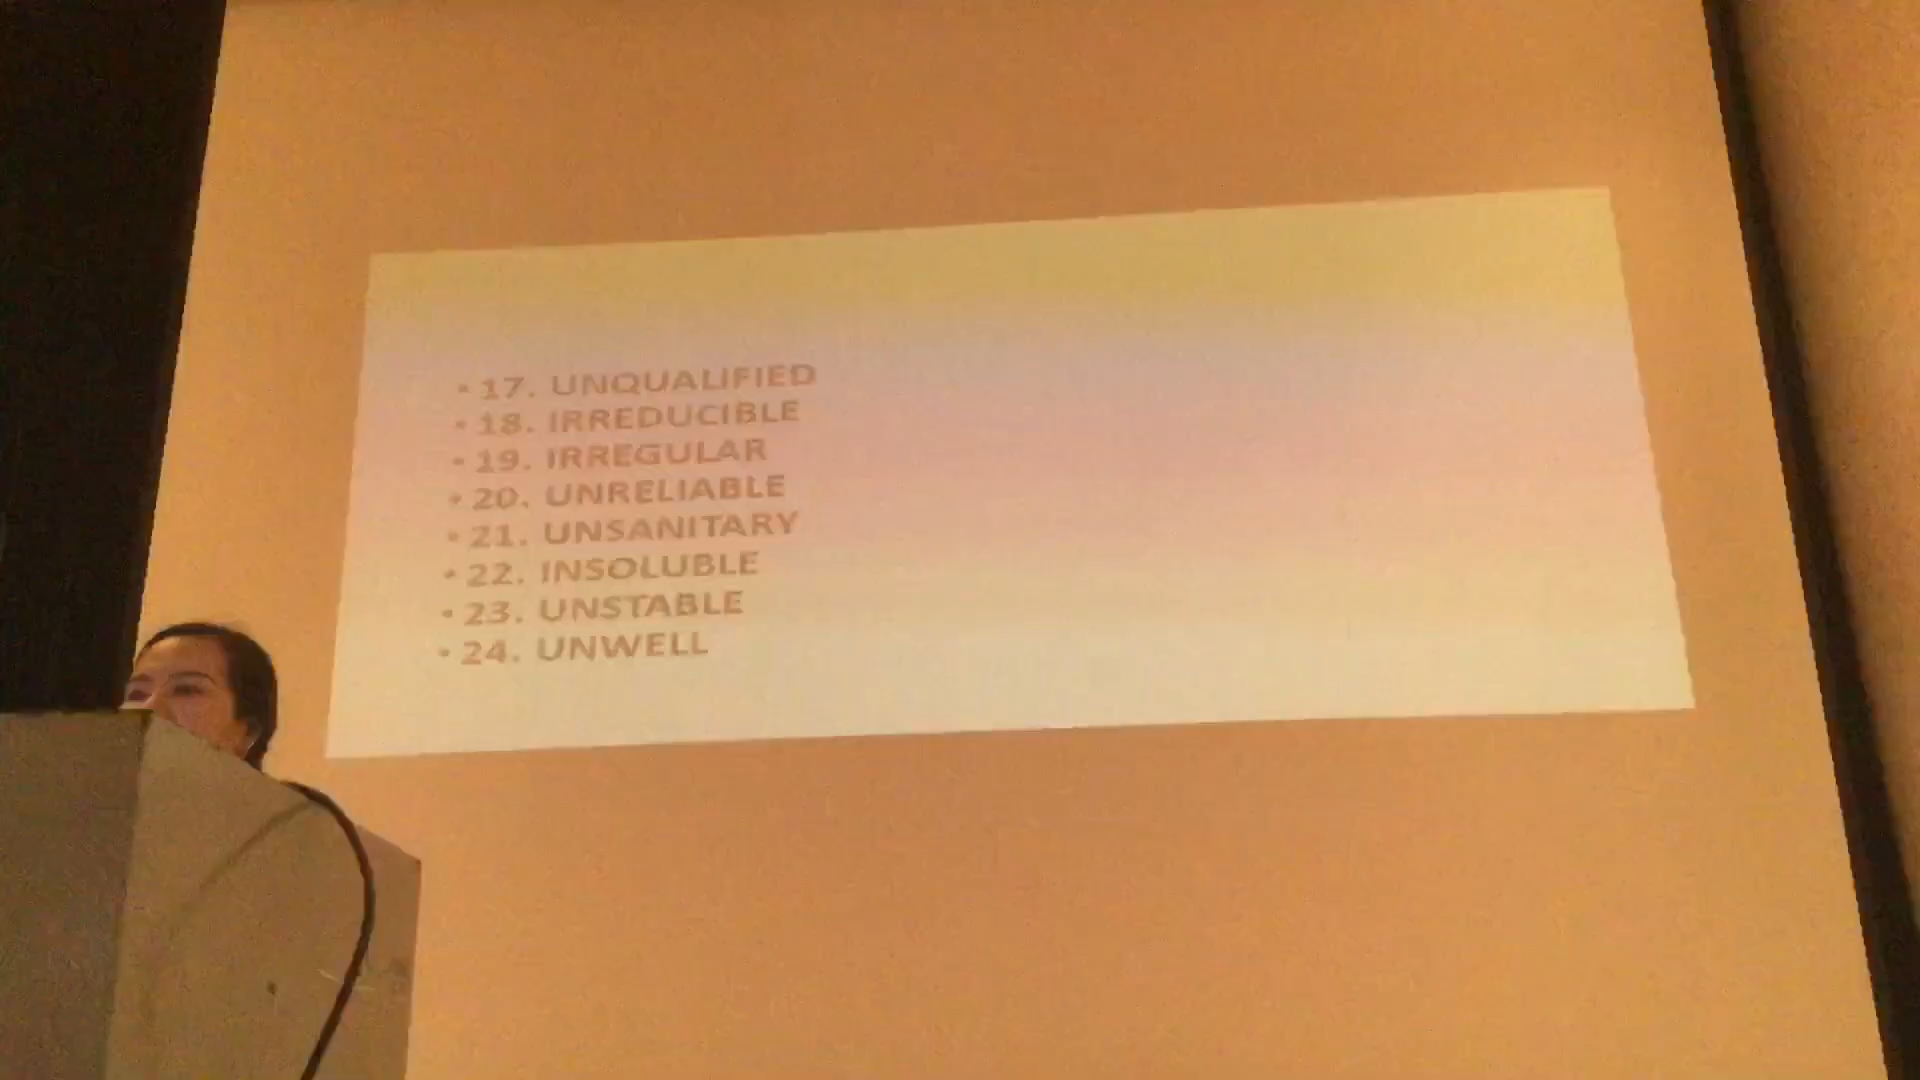 • 17. UNQUALIFIED
• 18. IRREDUCIBLE
• 19. IRREGULAR
• 20. UNRELIABLE
• 21. UNSANITARY
• 22. INSOLUBLE
• 23. UNSTABLE
• 24. UNWELL